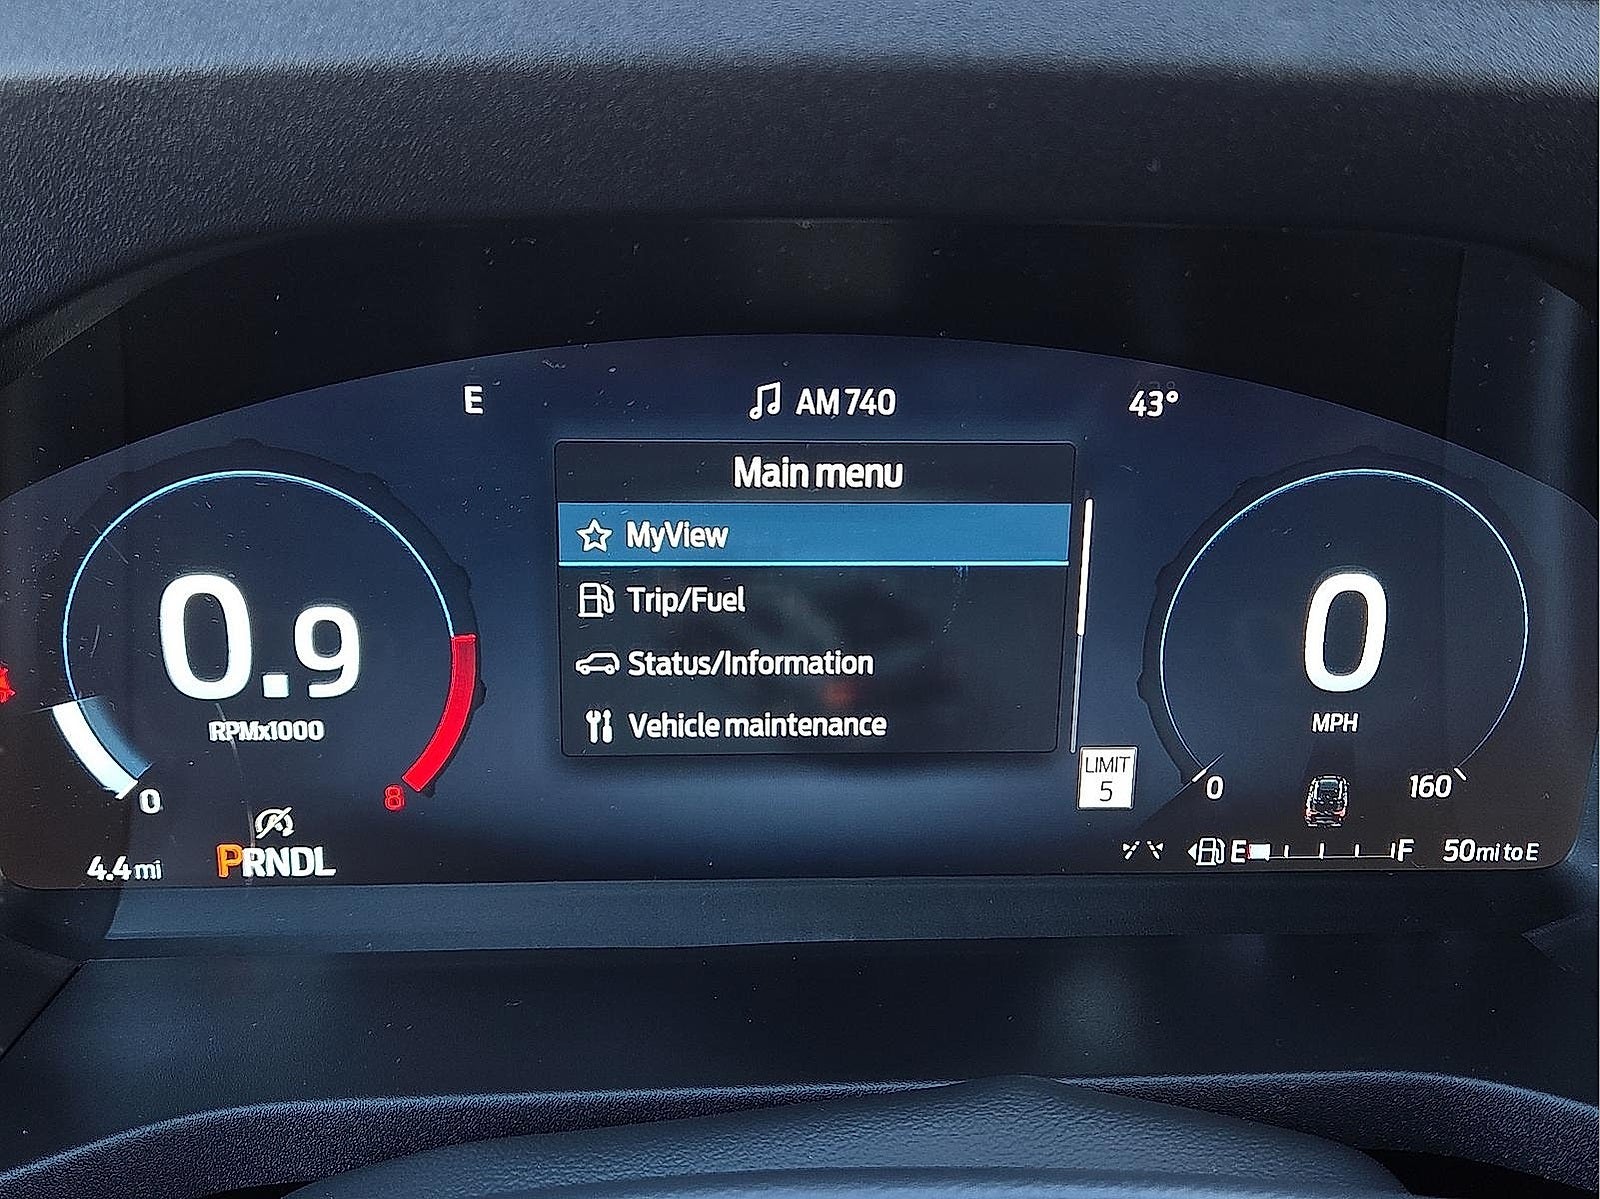 E
AM 740
43°
Main menu
MyView
Trip/Fuel
Status/Information
Vehicle maintenance
0.9
RPMx1000
0
8
0
MPH
0
160
LIMIT
5
4.4 mi
PRNDL
E
F
50 mi to E